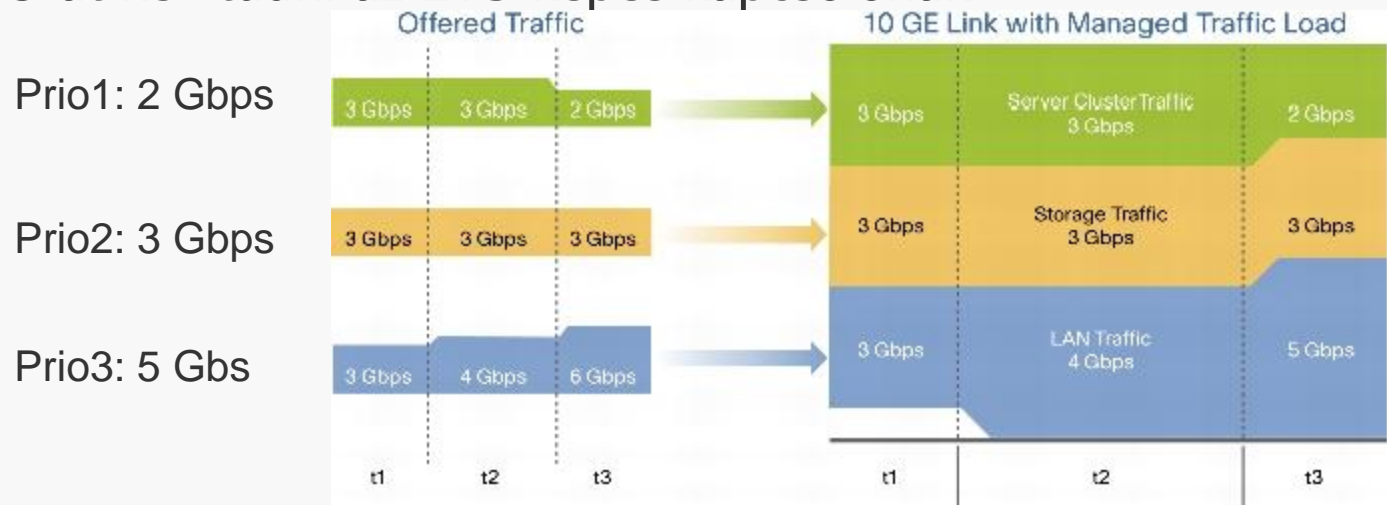 Offered Traffic
10 GE Link with Managed Traffic Load
Prio1: 2 Gbps
3 Gbps
3 Gbps
2 Gbps
3 Gbps
Server Cluster Traffic
3 Gbps
2 Gbps
Prio2: 3 Gbps
3 Gbps
3 Gbps
3 Gbps
3 Gbps
Storage Traffic
3 Gbps
3 Gbps
Prio3: 5 Gbs
3 Gbps
4 Gbps
6 Gbps
3 Gbps
LAN Traffic
4 Gbps
5 Gbps
t1
t2
t3
t1
t2
t3